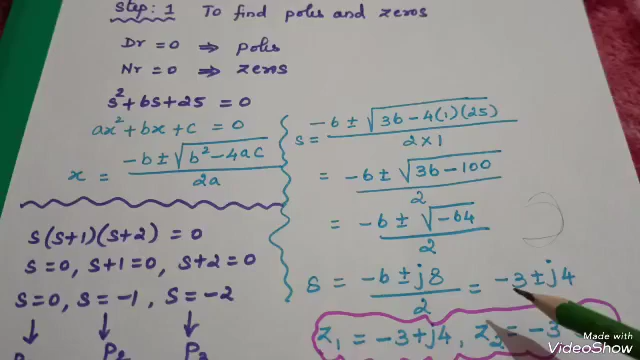 Step: 1 To find poles and zeros
Dr = 0 ⇒ poles
Nr = 0 ⇒ zeros
s² + 6s + 25 = 0
ax² + bx + c = 0
x = (-b ± √(b² - 4ac)) / 2a
s(s+1)(s+2) = 0
s = 0, s+1 = 0, s+2 = 0
s = 0, s = -1, s = -2
↓ ↓ ↓
P₂ P₃
s = (-6 ± √(36 - 4(1)(25))) / 2×1
= (-6 ± √(36 - 100)) / 2
= (-6 ± √-64) / 2
s = (-6 ± j8) / 2 = -3 ± j4
z₁ = -3 + j4, z₂ = -3
Made with
VideoShow